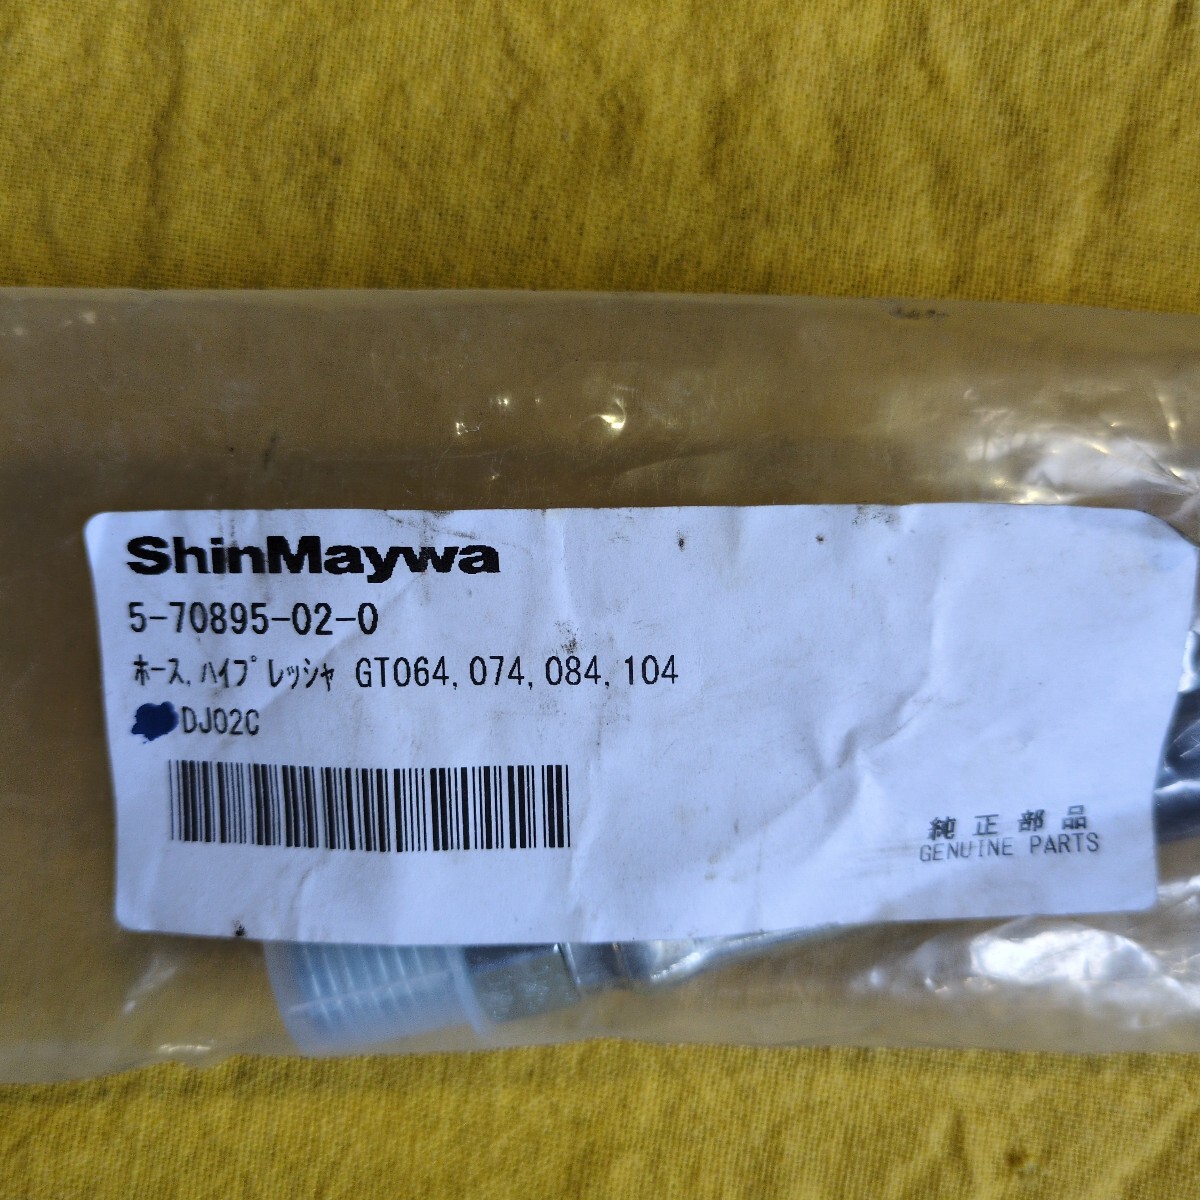 ShinMaywa
5-70895-02-0
ﾎｰｽ,ﾊｲﾌﾟﾚｯｼｬ GT064,074,084,104
DJ02C
純正部品
GENUINE PARTS